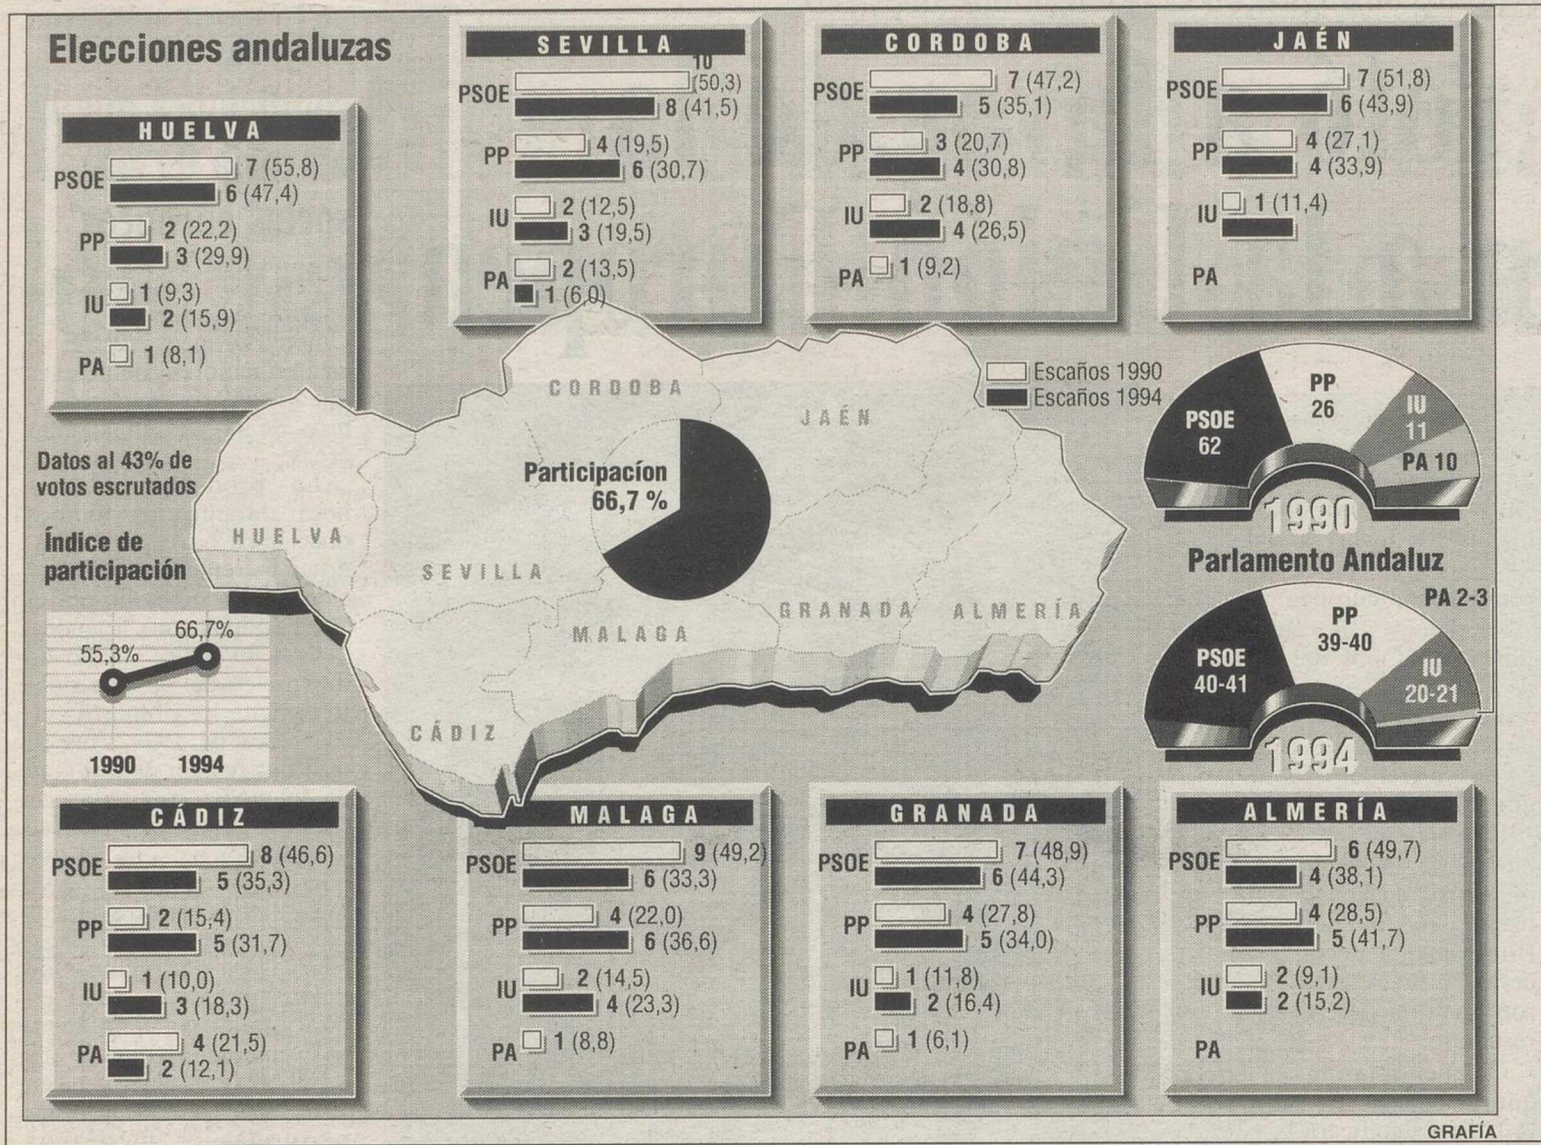 Elecciones andaluzas
HUELVA
PSOE 7 (55,8)
6 (47,4)
PP 2 (22,2)
3 (29,9)
IU 1 (9,3)
2 (15,9)
PA 1 (8,1)
SEVILLA
PSOE 10 (50,3)
8 (41,5)
PP 4 (19,5)
6 (30,7)
IU 2 (12,5)
3 (19,5)
PA 2 (13,5)
1 (6,0)
CORDOBA
PSOE 7 (47,2)
5 (35,1)
PP 3 (20,7)
4 (30,8)
IU 2 (18,8)
4 (26,5)
PA 1 (9,2)
JAÉN
PSOE 7 (51,8)
6 (43,9)
PP 4 (27,1)
4 (33,9)
IU 1 (11,4)
PA
Datos al 43% de
votos escrutados
Índice de
participación
55,3%
66,7%
1990 1994
CORDOBA
JAÉN
HUELVA
SEVILLA
MALAGA
GRANADA
ALMERÍA
CÁDIZ
Participacíon
66,7 %
Escaños 1990
Escaños 1994
PSOE
62
PP
26
IU
11
PA 10
1990
Parlamento Andaluz
PA 2-3
PP
39-40
PSOE
40-41
IU
20-21
1994
CÁDIZ
PSOE 8 (46,6)
5 (35,3)
PP 2 (15,4)
5 (31,7)
IU 1 (10,0)
3 (18,3)
PA 4 (21,5)
2 (12,1)
MALAGA
PSOE 9 (49,2)
6 (33,3)
PP 4 (22,0)
6 (36,6)
IU 2 (14,5)
4 (23,3)
PA 1 (8,8)
GRANADA
PSOE 7 (48,9)
6 (44,3)
PP 4 (27,8)
5 (34,0)
IU 1 (11,8)
2 (16,4)
PA 1 (6,1)
ALMERÍA
PSOE 6 (49,7)
4 (38,1)
PP 4 (28,5)
5 (41,7)
IU 2 (9,1)
2 (15,2)
PA
GRAFÍA